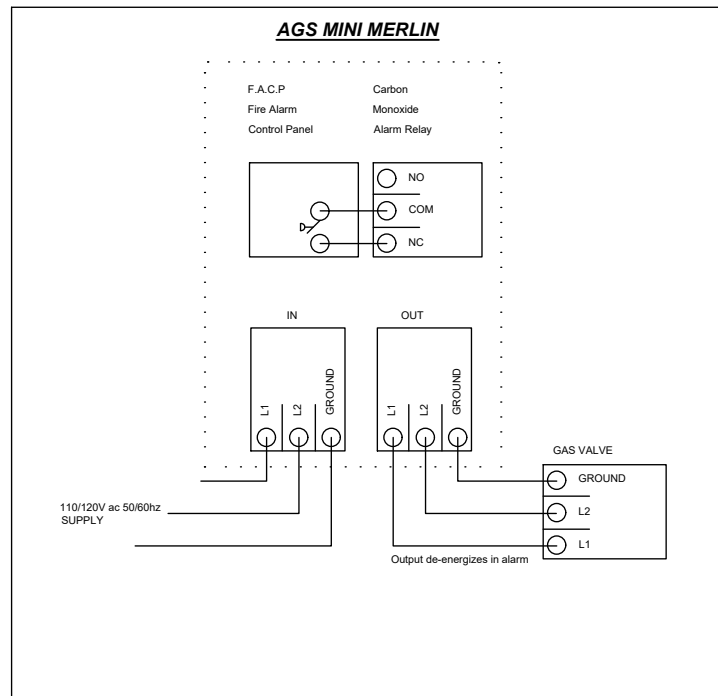 AGS MINI MERLIN
F.A.C.P
Fire Alarm
Control Panel
Carbon
Monoxide
Alarm Relay
NO
COM
NC
IN
OUT
L1
L2
GROUND
L1
L2
GROUND
GAS VALVE
GROUND
L2
L1
110/120V ac 50/60hz
SUPPLY
Output de-energizes in alarm